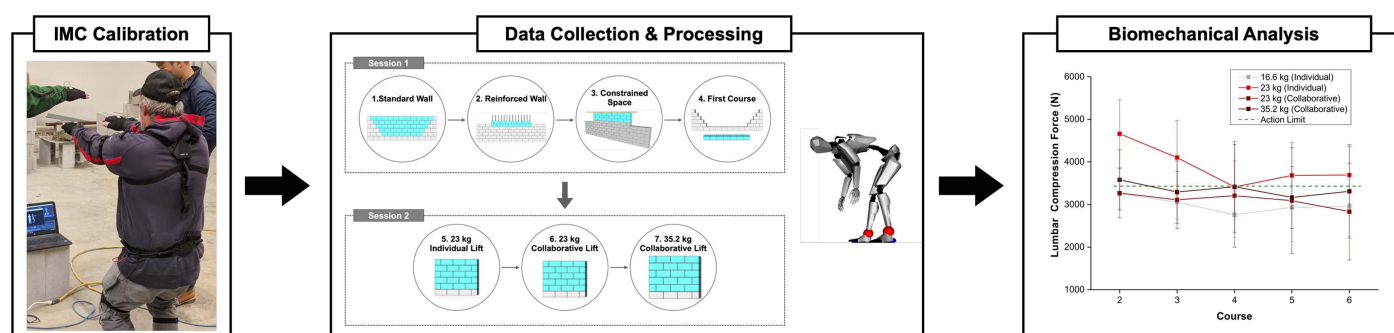 IMC Calibration
Data Collection & Processing
Session 1
1.Standard Wall
2. Reinforced Wall
3. Constrained
Space
4. First Course
Session 2
5. 23 kg
Individual Lift
6. 23 kg
Collaborative Lift
7. 35.2 kg
Collaborative Lift
Biomechanical Analysis
16.6 kg (Individual)
23 kg (Individual)
23 kg (Collaborative)
35.2 kg (Collaborative)
Action Limit
Lumbar Compression Force (N)
6000
5000
4000
3000
2000
1000
2 3 4 5 6
Course